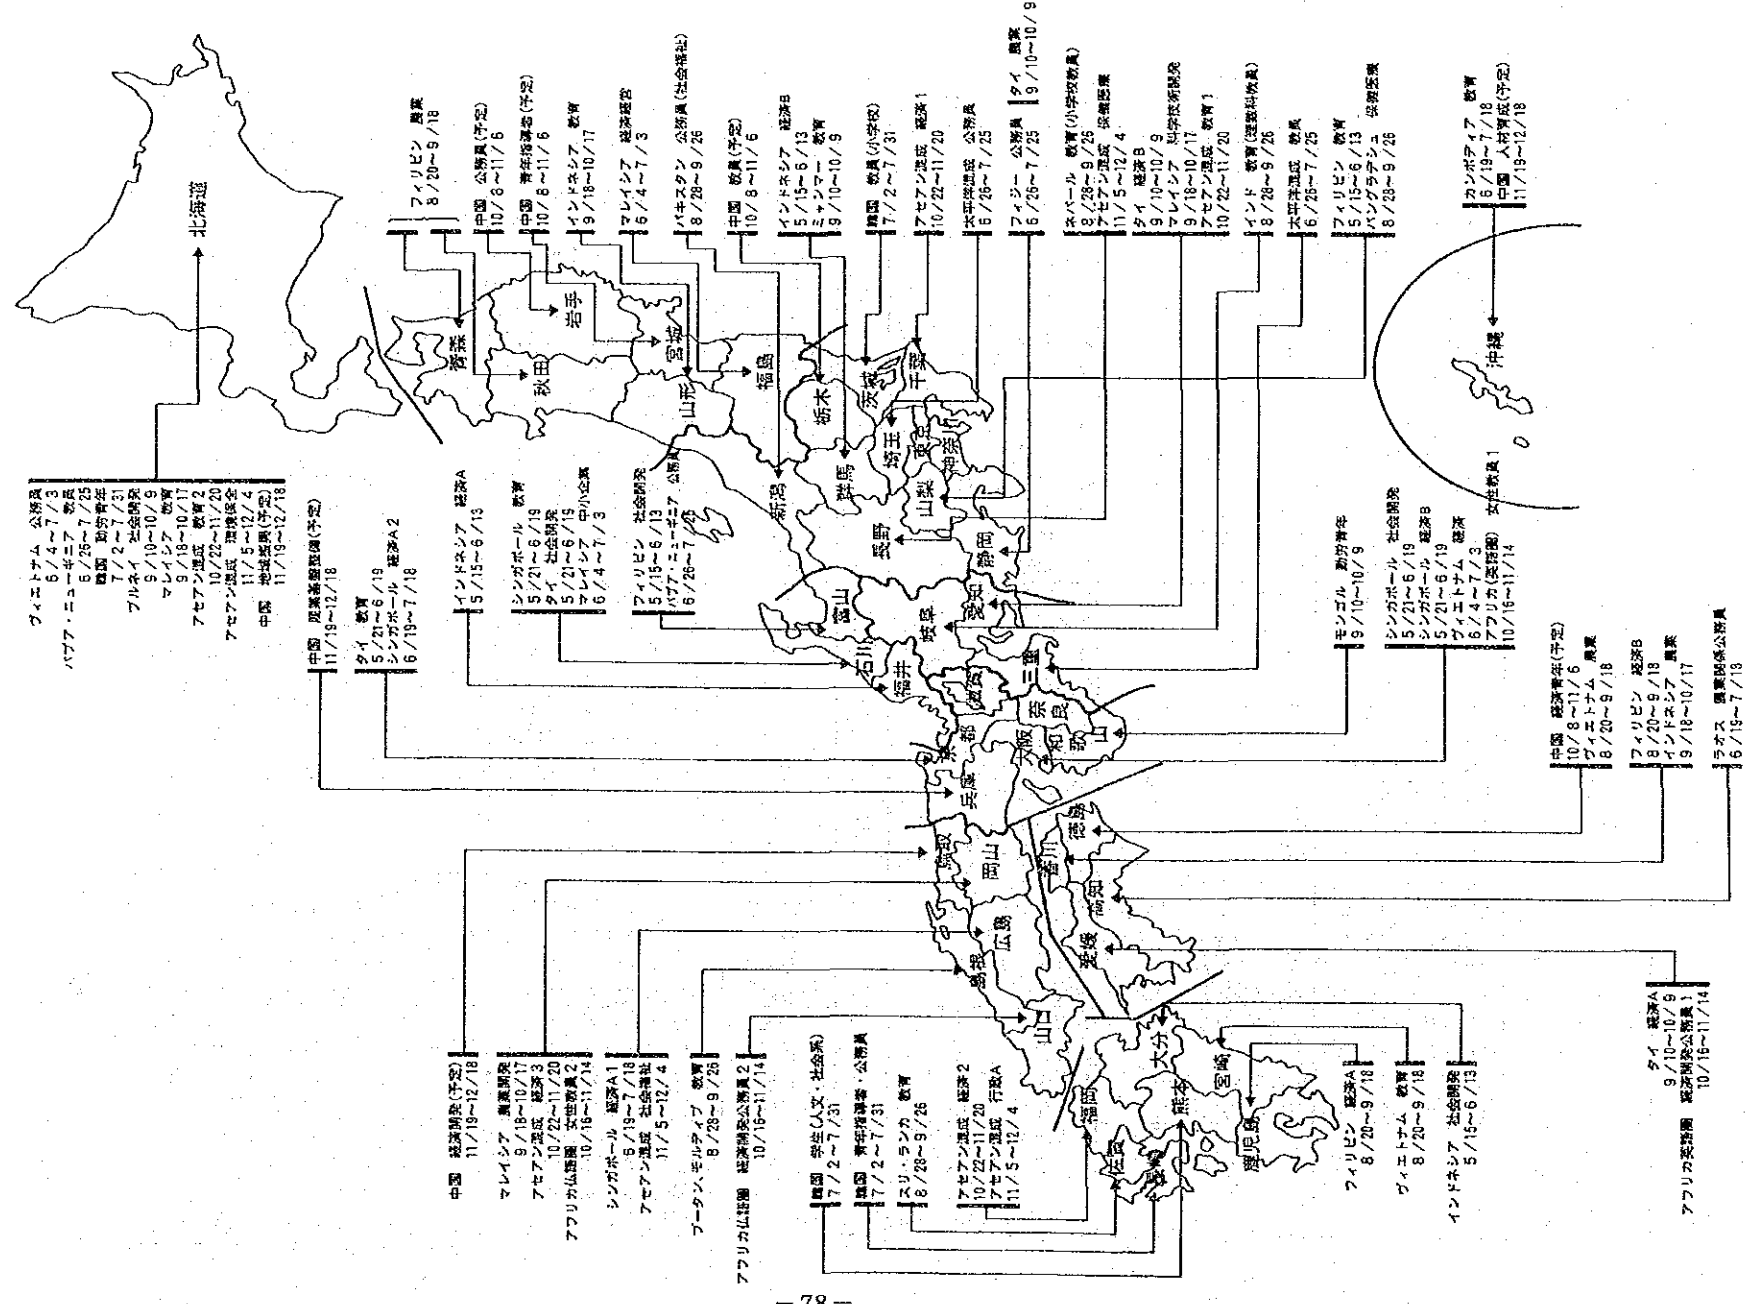 ヴィエトナム 公務員
6/4～7/3
パプア・ニューギニア 教員
6/26～7/25
韓国 勤労青年
7/2～7/31
ブルネイ 社会開発
9/10～10/9
マレイシア 教育
9/18～10/17
アセアン混成 教育2
10/22～11/20
アセアン混成 環境保全
11/5～12/4
中国 地域振興(予定)
11/19～12/18
北海道
中国 産業基盤整備(予定)
11/19～12/18
タイ 教育
5/21～6/19
シンガポール 経済A2
6/19～7/18
インドネシア 経済A
5/15～6/13
シンガポール 教育
5/21～6/19
タイ 社会開発
5/21～6/19
マレイシア 中小企業
6/4～7/3
フィリピン 社会開発
5/15～6/13
パプア・ニューギニア 公務員
6/26～7/25
フィリピン 農業
8/20～9/18
中国 公務員(予定)
10/8～11/6
中国 青年指導者(予定)
10/8～11/6
インドネシア 教育
9/18～10/17
マレイシア 経済経営
6/4～7/3
パキスタン 公務員(社会福祉)
8/28～9/26
中国 教員(予定)
10/8～11/6
インドネシア 経済B
5/15～6/13
ミャンマー 教育
9/10～10/9
韓国 教員(小学校)
7/2～7/31
アセアン混成 経済1
10/22～11/20
太平洋混成 公務員
6/26～7/25
フィジー 公務員
6/26～7/25
タイ 農業
9/10～10/9
ネパール 教育(小学校教員)
8/28～9/26
アセアン混成 保健医療
11/5～12/4
タイ 経済B
9/10～10/9
マレイシア 科学技術開発
9/18～10/17
アセアン混成 教育1
10/22～11/20
インド 教育(理数科教員)
8/28～9/26
太平洋混成 教員
6/26～7/25
フィリピン 教育
5/15～6/13
バングラデシュ 保健医療
8/28～9/26
カンボディア 教育
6/19～7/18
中国 人材育成(予定)
11/19～12/18
沖縄
青森
岩手
秋田
宮城
山形
福島
新潟
栃木
茨城
千葉
群馬
埼玉
東京
神奈川
山梨
長野
静岡
富山
岐阜
愛知
石川
福井
滋賀
三重
京都
奈良
大阪
和歌山
兵庫
鳥取
岡山
島根
広島
山口
香川
徳島
高知
愛媛
福岡
佐賀
長崎
大分
熊本
宮崎
鹿児島
モンゴル 勤労青年
9/10～10/9
シンガポール 社会開発
5/21～6/19
シンガポール 経済B
5/21～6/19
ヴィエトナム 経済
6/4～7/3
アフリカ(英語圏) 女性教員1
10/16～11/14
中国 経済青年(予定)
10/8～11/6
ヴィエトナム 農業
8/20～9/18
フィリピン 経済B
8/20～9/18
インドネシア 農業
9/18～10/17
ラオス 農業関係公務員
6/19～7/18
タイ 経済A
9/10～10/9
アフリカ英語圏 経済開発公務員1
10/16～11/14
中国 経済開発(予定)
11/19～12/18
マレイシア 農業開発
9/18～10/17
アセアン混成 経済3
10/22～11/20
アフリカ仏語圏 女性教員2
10/16～11/14
シンガポール 経済A1
6/19～7/18
アセアン混成 社会福祉
11/5～12/4
ブータン、モルディブ 教育
8/28～9/26
アフリカ仏語圏 経済開発公務員2
10/16～11/14
韓国 学生(人文・社会系)
7/2～7/31
韓国 青年指導者・公務員
7/2～7/31
スリ・ランカ 教育
8/28～9/26
アセアン混成 経済2
10/22～11/20
アセアン混成 行政A
11/5～12/4
フィリピン 経済A
8/20～9/18
ヴィエトナム 教育
8/20～9/18
インドネシア 社会開発
5/15～6/13
－78－